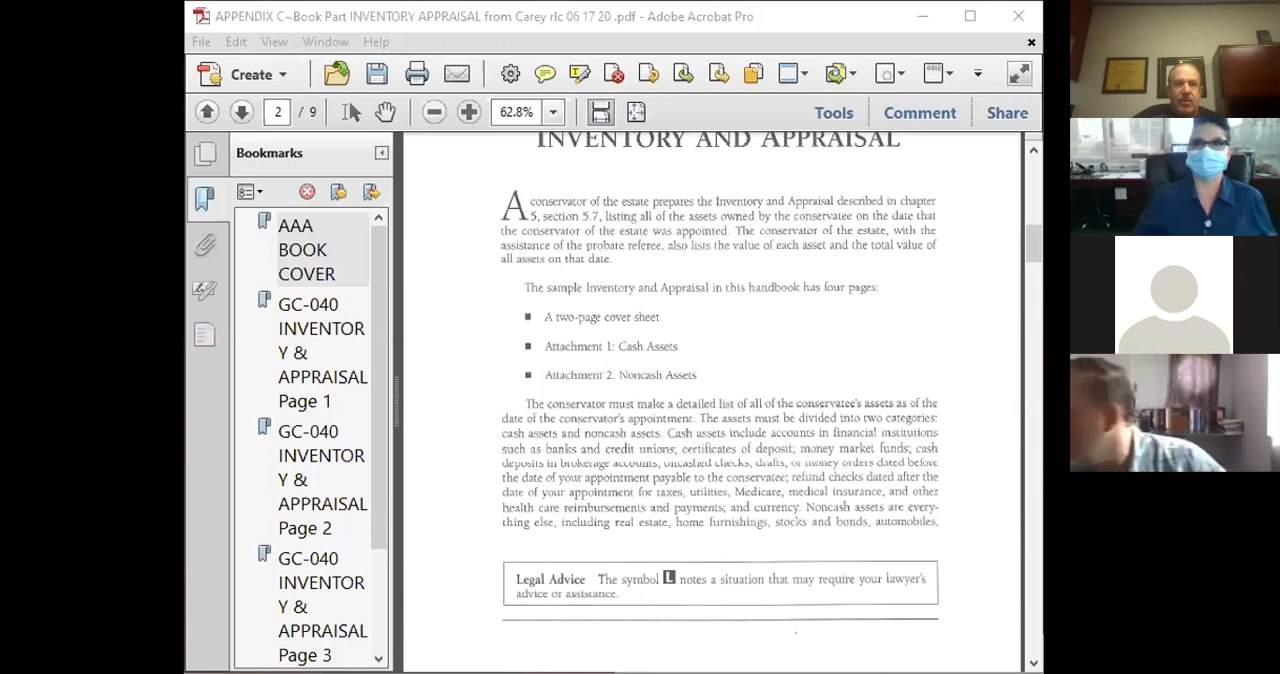 APPENDIX C~Book Part INVENTORY APPRAISAL from Carey rlc 06 17 20 .pdf - Adobe Acrobat Pro
File Edit View Window Help
Create
2 / 9
62.8%
Tools Comment Share
Bookmarks
AAA
BOOK
COVER
GC-040
INVENTOR
Y &
APPRAISAL
Page 1
GC-040
INVENTOR
Y &
APPRAISAL
Page 2
GC-040
INVENTOR
Y &
APPRAISAL
Page 3
INVENTORY AND APPRAISAL
A conservator of the estate prepares the Inventory and Appraisal described in chapter
5, section 5.7, listing all of the assets owned by the conservatee on the date that
the conservator of the estate was appointed. The conservator of the estate, with the
assistance of the probate referee, also lists the value of each asset and the total value of
all assets on that date.
The sample Inventory and Appraisal in this handbook has four pages:
■ A two-page cover sheet
■ Attachment 1: Cash Assets
■ Attachment 2. Noncash Assets
The conservator must make a detailed list of all of the conservatee's assets as of the
date of the conservator's appointment. The assets must be divided into two categories:
cash assets and noncash assets. Cash assets include accounts in financial institutions
such as banks and credit unions; certificates of deposit; money market funds; cash
deposits in brokerage accounts, uncashed checks, drafts, or money orders dated before
the date of your appointment payable to the conservatee; refund checks dated after the
date of your appointment for taxes, utilities, Medicare, medical insurance, and other
health care reimbursements and payments; and currency. Noncash assets are every-
thing else, including real estate, home furnishings, stocks and bonds, automobiles,
Legal Advice The symbol L notes a situation that may require your lawyer's
advice or assistance.